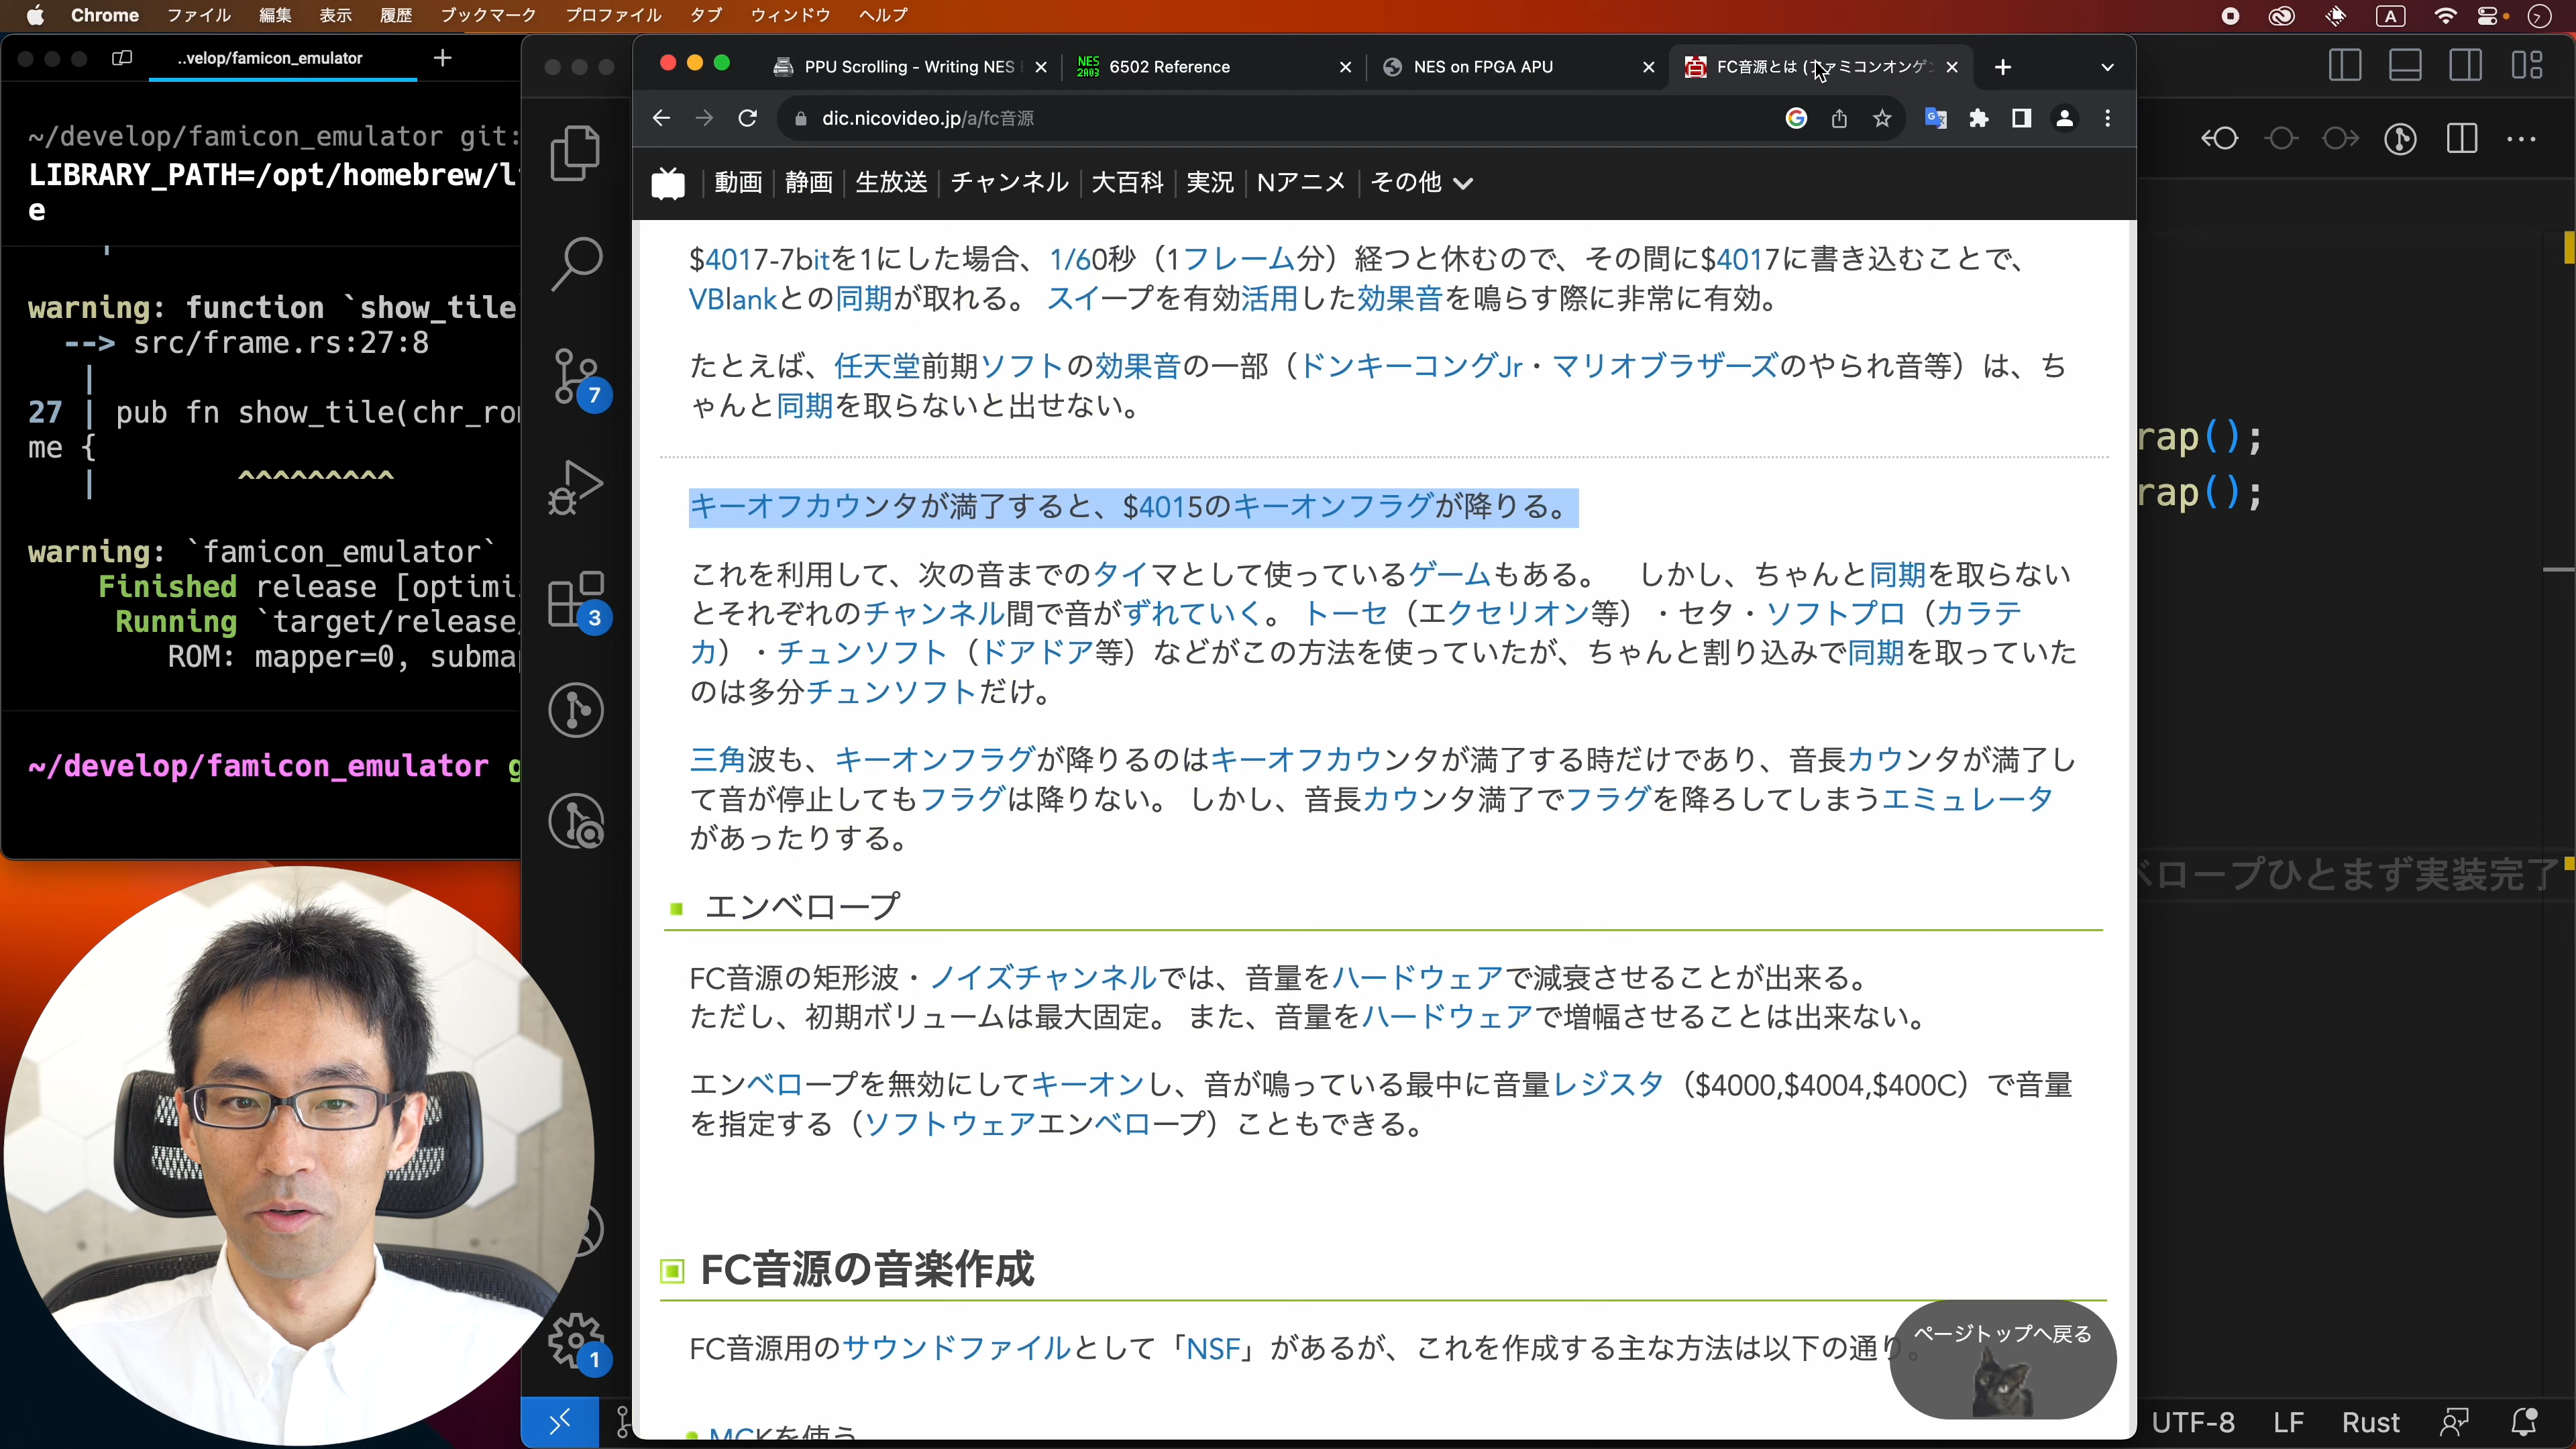 Chrome ファイル 編集 表示 履歴 ブックマーク プロファイル タブ ウィンドウ ヘルプ A
..velop/famicon_emulator
~/develop/famicon_emulator git:
LIBRARY_PATH=/opt/homebrew/l
e
warning: function `show_tile
--> src/frame.rs:27:8
|
27 | pub fn show_tile(chr_ro
me {
| ^^^^^^^^^
warning: `famicon_emulator`
Finished release [optimi
Running `target/release/
ROM: mapper=0, subma
~/develop/famicon_emulator g
7
3
1
PPU Scrolling - Writing NES
NES 2A03 6502 Reference
NES on FPGA APU
FC音源とは (ファミコンオンゲン
dic.nicovideo.jp/a/fc音源
動画 静画 生放送 チャンネル 大百科 実況 Nアニメ その他
$4017-7bitを1にした場合、1/60秒（1フレーム分）経つと休むので、その間に$4017に書き込むことで、
VBlankとの同期が取れる。 スイープを有効活用した効果音を鳴らす際に非常に有効。
たとえば、任天堂前期ソフトの効果音の一部（ドンキーコングJr・マリオブラザーズのやられ音等）は、ち
ゃんと同期を取らないと出せない。
キーオフカウンタが満了すると、$4015のキーオンフラグが降りる。
これを利用して、次の音までのタイマとして使っているゲームもある。 しかし、ちゃんと同期を取らない
とそれぞれのチャンネル間で音がずれていく。トーセ（エクセリオン等）・セタ・ソフトプロ（カラテ
カ）・チュンソフト（ドアドア等）などがこの方法を使っていたが、ちゃんと割り込みで同期を取っていた
のは多分チュンソフトだけ。
三角波も、キーオンフラグが降りるのはキーオフカウンタが満了する時だけであり、音長カウンタが満了し
て音が停止してもフラグは降りない。 しかし、音長カウンタ満了でフラグを降ろしてしまうエミュレータ
があったりする。
エンベロープ
FC音源の矩形波・ノイズチャンネルでは、音量をハードウェアで減衰させることが出来る。
ただし、初期ボリュームは最大固定。 また、音量をハードウェアで増幅させることは出来ない。
エンベロープを無効にしてキーオンし、音が鳴っている最中に音量レジスタ（$4000,$4004,$400C）で音量
を指定する（ソフトウェアエンベロープ）こともできる。
FC音源の音楽作成
FC音源用のサウンドファイルとして「NSF」があるが、これを作成する主な方法は以下の通り。
ページトップへ戻る
MCKを使う
rap();
rap();
ベロープひとまず実装完了
UTF-8 LF Rust